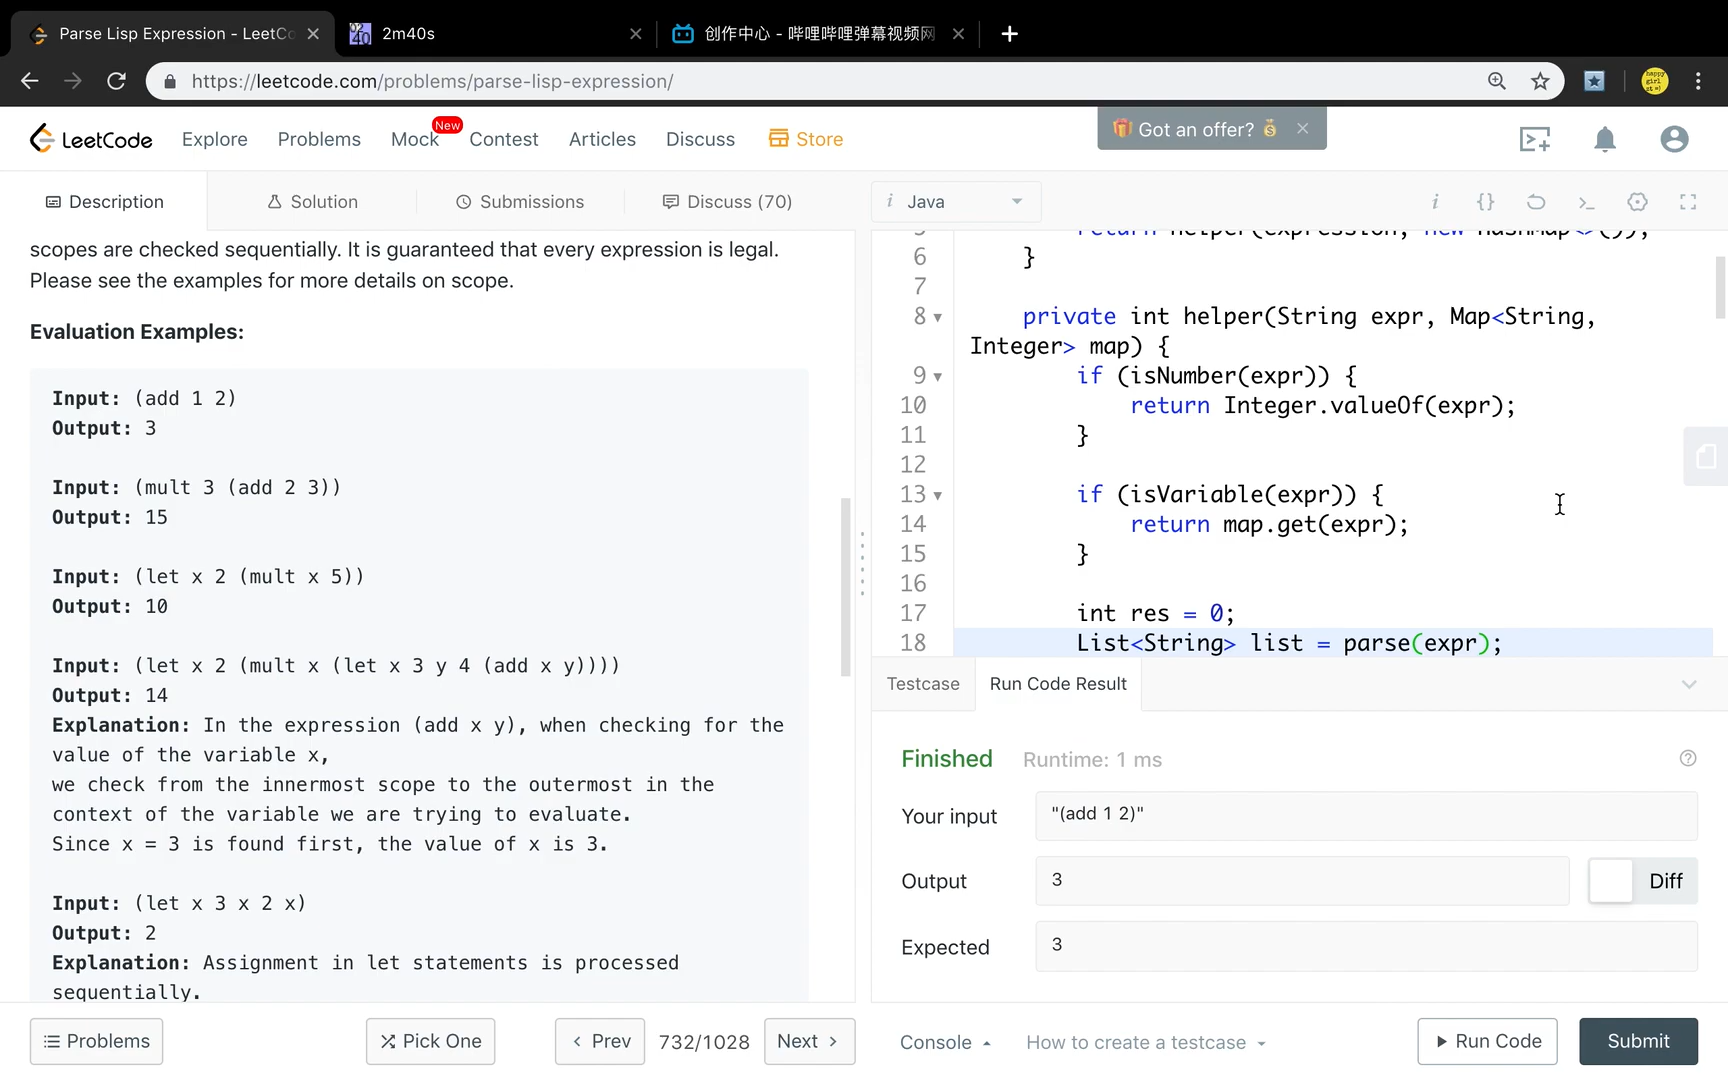 Parse Lisp Expression - LeetCo
2m40s
创作中心 - 哔哩哔哩弹幕视频网
https://leetcode.com/problems/parse-lisp-expression/
LeetCode
Explore
Problems
Mock
New
Contest
Articles
Discuss
Store
Got an offer?
Description
Solution
Submissions
Discuss (70)
Java
scopes are checked sequentially. It is guaranteed that every expression is legal.
Please see the examples for more details on scope.
Evaluation Examples:
Input: (add 1 2)
Output: 3
Input: (mult 3 (add 2 3))
Output: 15
Input: (let x 2 (mult x 5))
Output: 10
Input: (let x 2 (mult x (let x 3 y 4 (add x y))))
Output: 14
Explanation: In the expression (add x y), when checking for the
value of the variable x,
we check from the innermost scope to the outermost in the
context of the variable we are trying to evaluate.
Since x = 3 is found first, the value of x is 3.
Input: (let x 3 x 2 x)
Output: 2
Explanation: Assignment in let statements is processed
sequentially.
5 return helper(expression, new HashMap<>());
6 }
7
8 private int helper(String expr, Map<String,
Integer> map) {
9 if (isNumber(expr)) {
10 return Integer.valueOf(expr);
11 }
12
13 if (isVariable(expr)) {
14 return map.get(expr);
15 }
16
17 int res = 0;
18 List<String> list = parse(expr);
Testcase
Run Code Result
Finished
Runtime: 1 ms
Your input
"(add 1 2)"
Output
3
Diff
Expected
3
Problems
Pick One
Prev
732/1028
Next
Console
How to create a testcase
Run Code
Submit